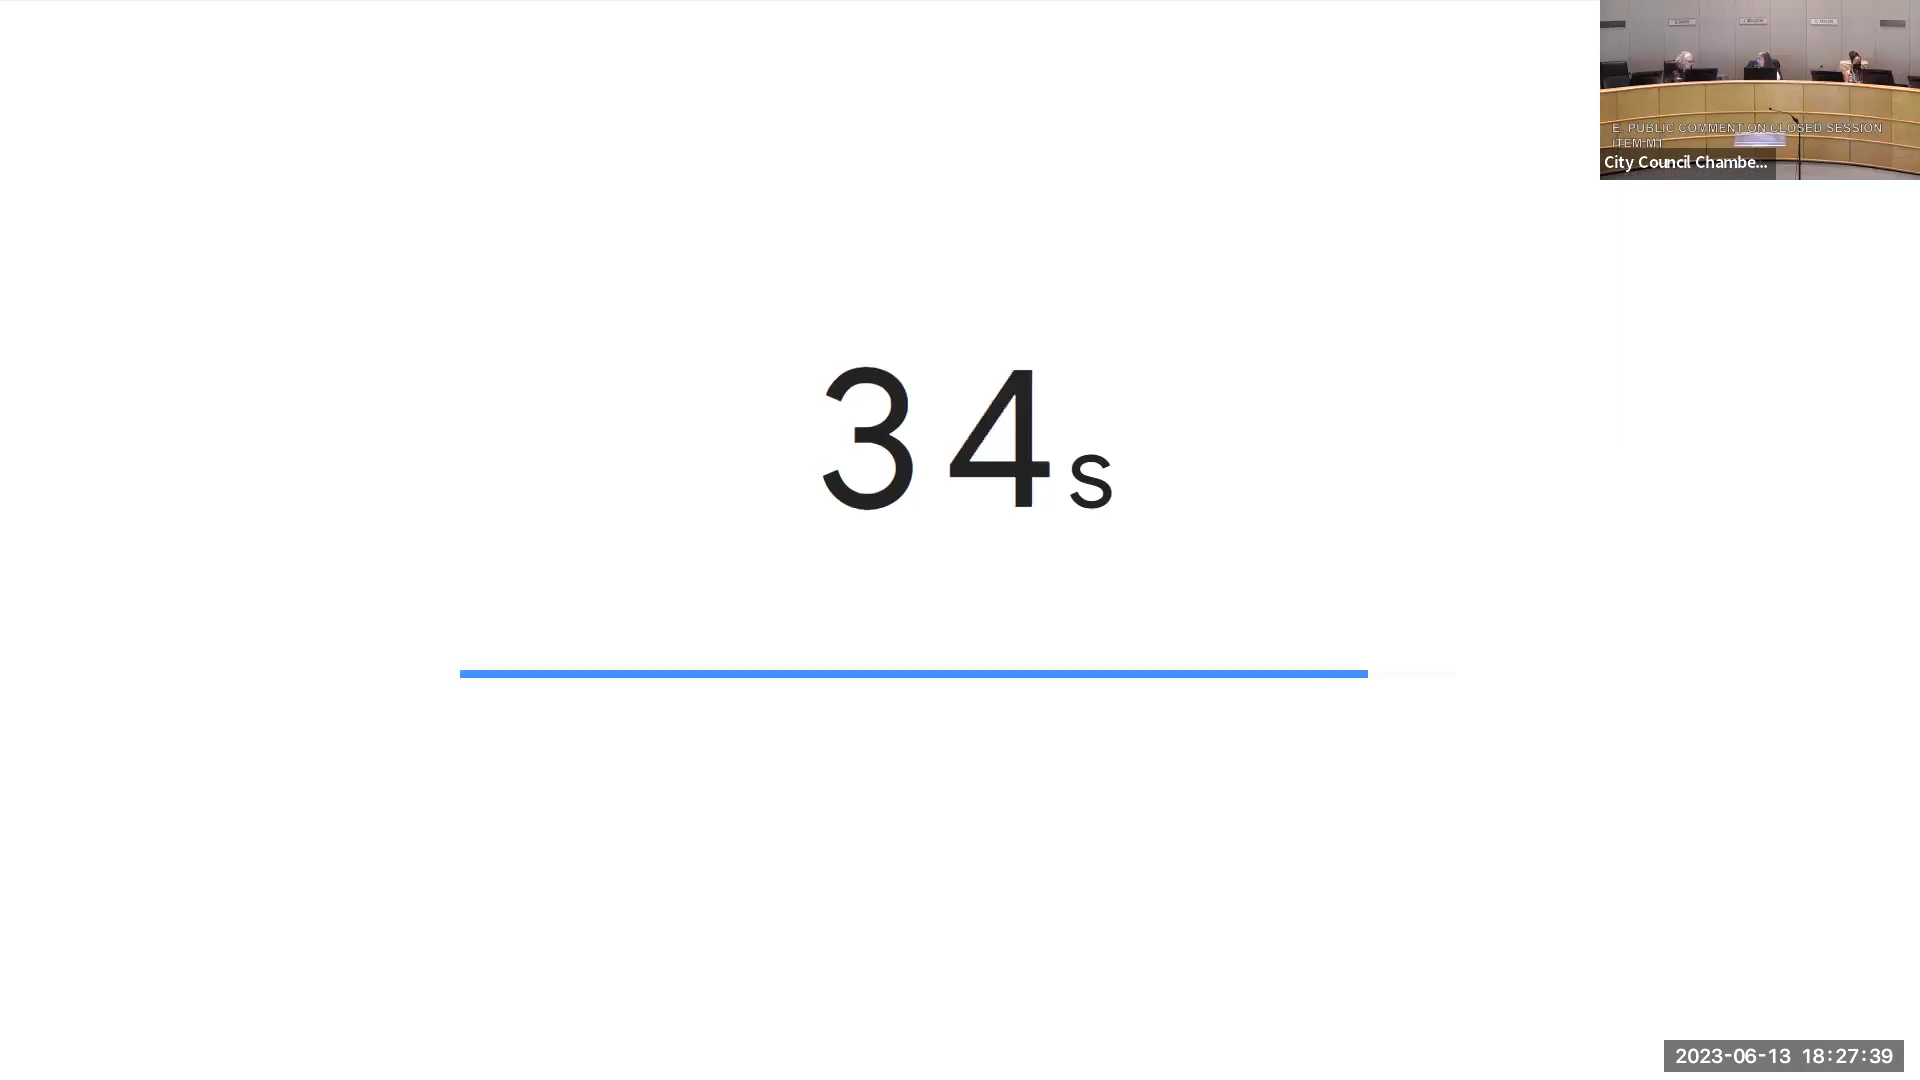 E. PUBLIC COMMENT ON CLOSED SESSION
ITEM M1
City Council Chambe...
34s
2023-06-13 18:27:39